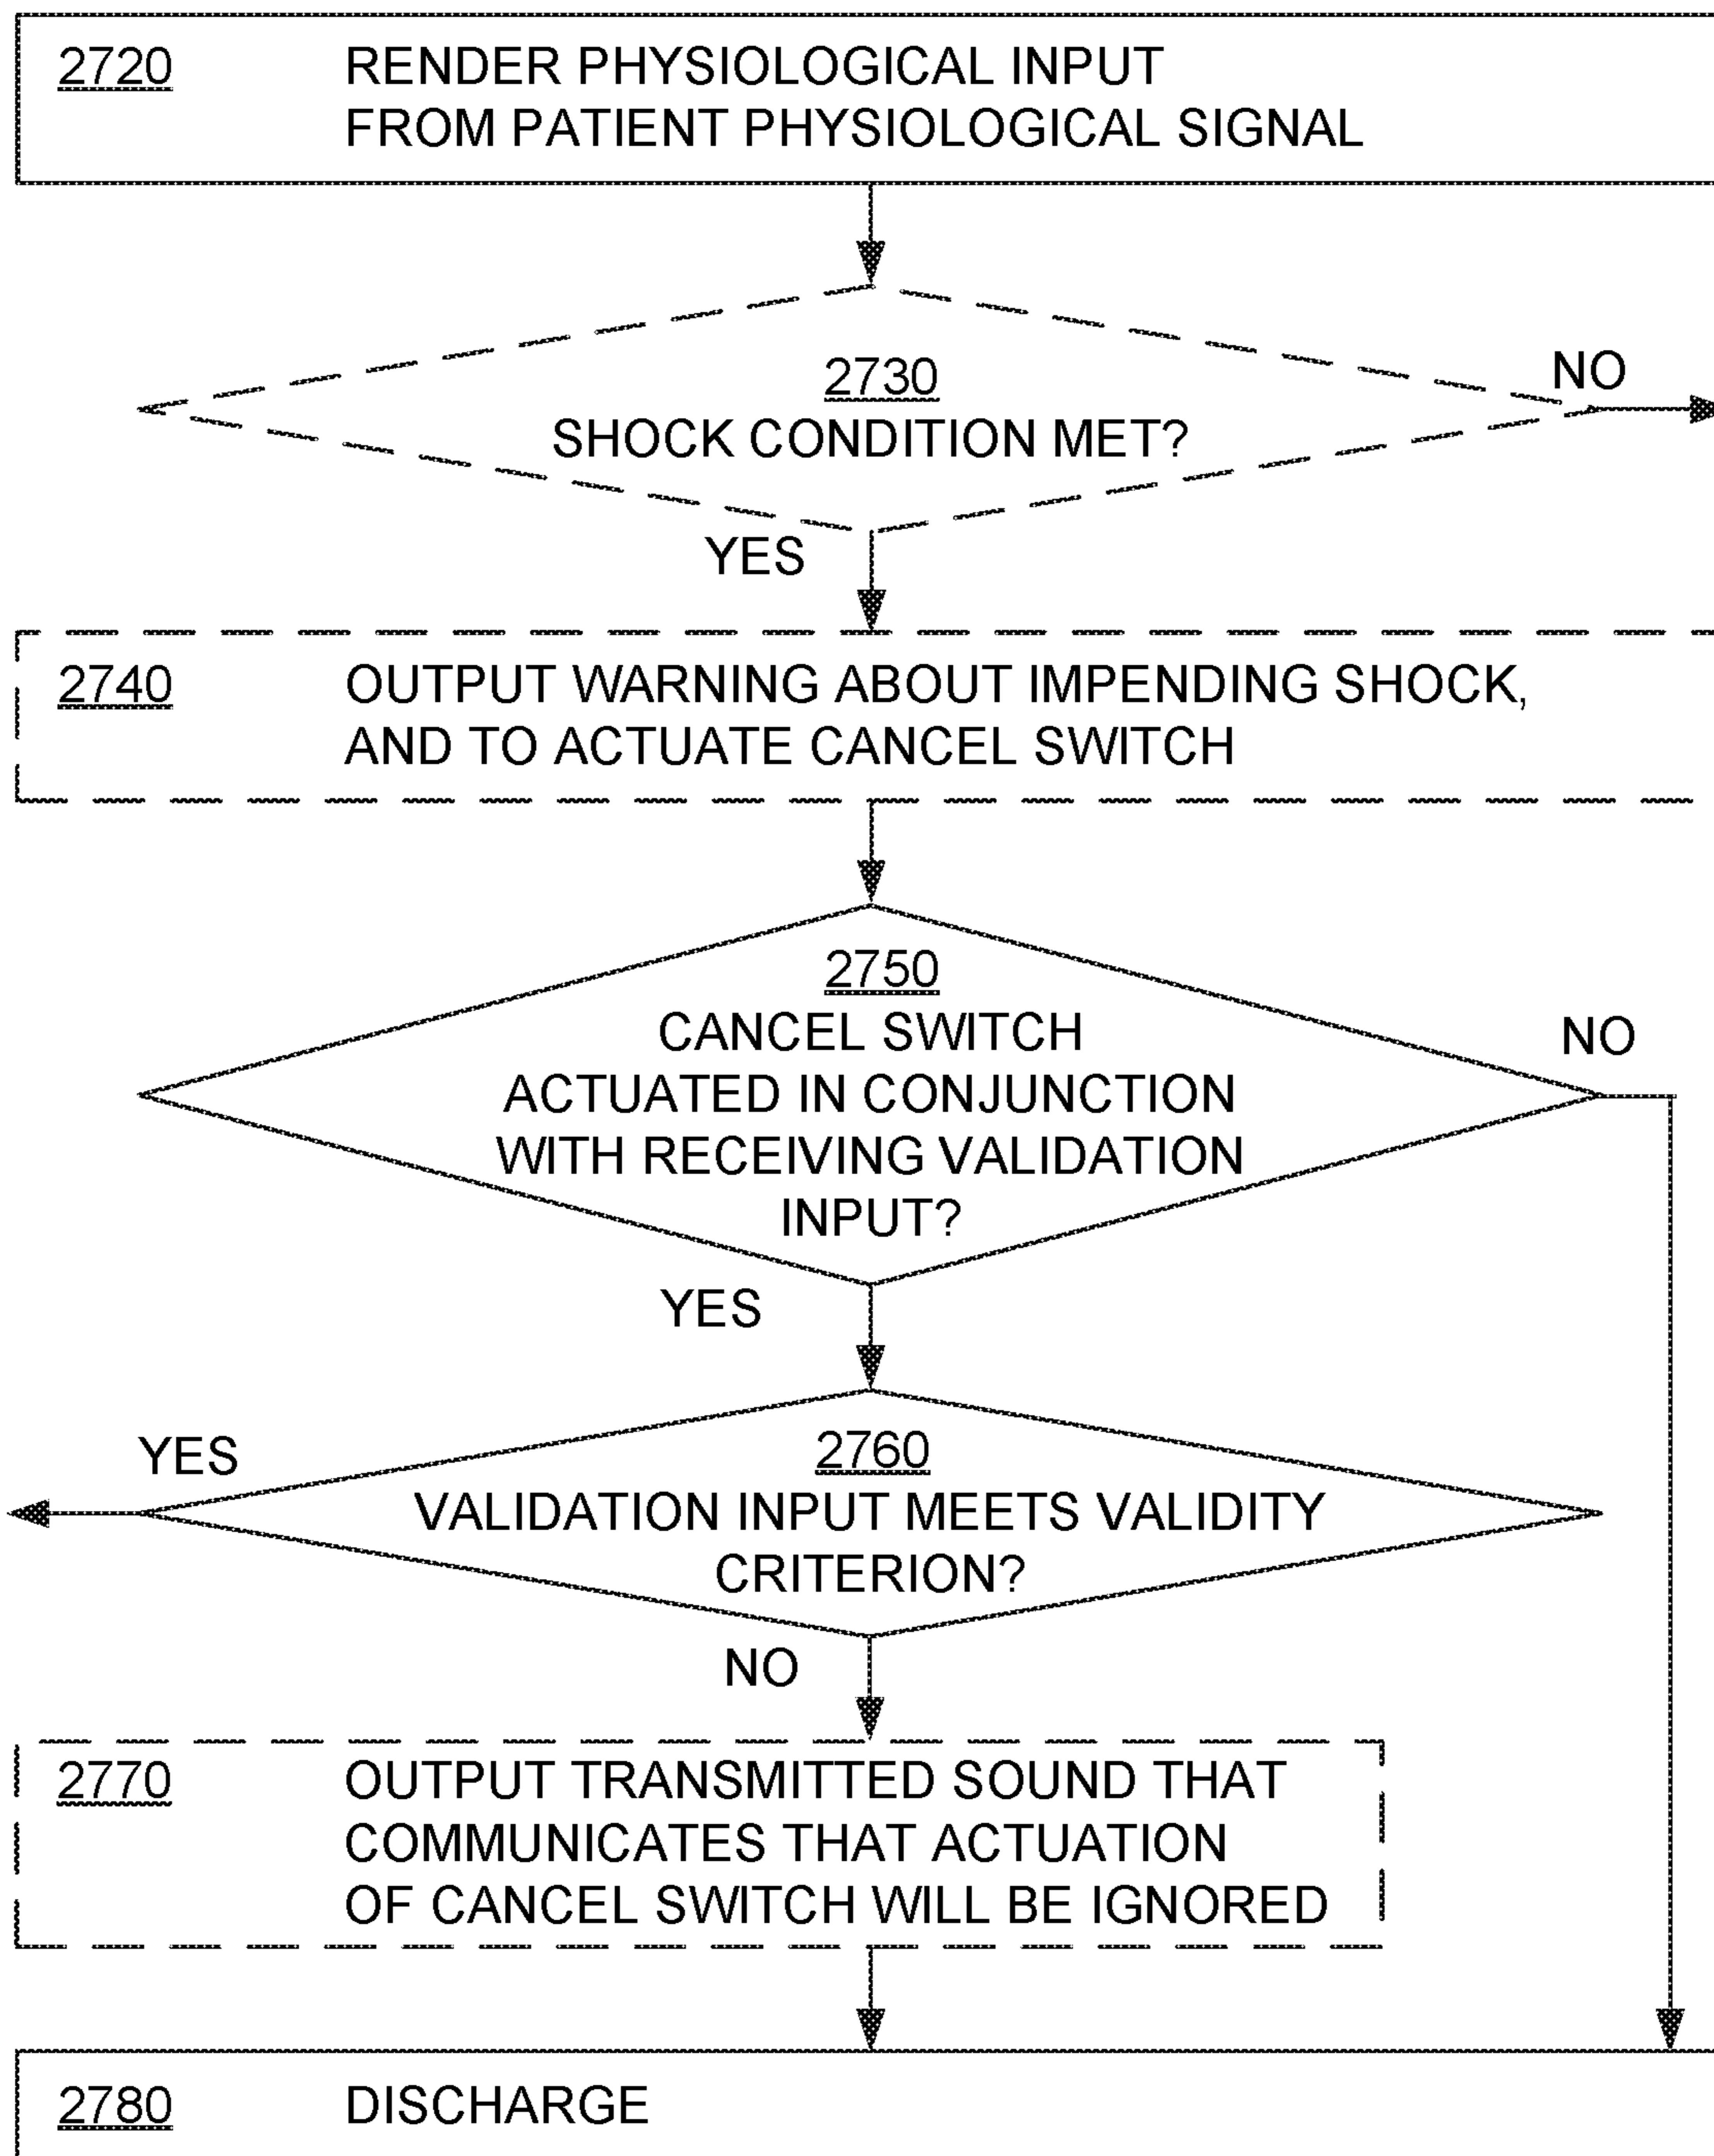 2720 RENDER PHYSIOLOGICAL INPUT
FROM PATIENT PHYSIOLOGICAL SIGNAL
2730
NO
SHOCK CONDITION MET?
YES
2740 OUTPUT WARNING ABOUT IMPENDING SHOCK,
AND TO ACTUATE CANCEL SWITCH
2750
CANCEL SWITCH
NO
ACTUATED IN CONJUNCTION
WITH RECEIVING VALIDATION
INPUT?
YES
YES
2760
VALIDATION INPUT MEETS VALIDITY
CRITERION?
NO
2770 OUTPUT TRANSMITTED SOUND THAT
COMMUNICATES THAT ACTUATION
OF CANCEL SWITCH WILL BE IGNORED
2780 DISCHARGE